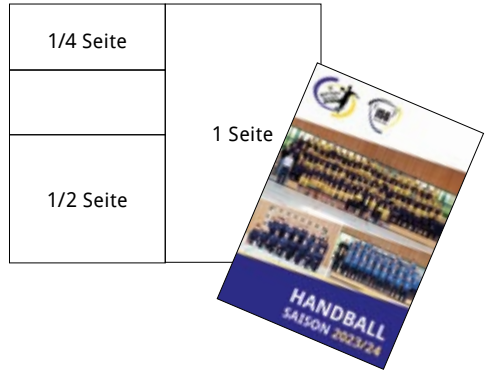 1/4 Seite
1 Seite
1/2 Seite
HANDBALL
SAISON 2023/24